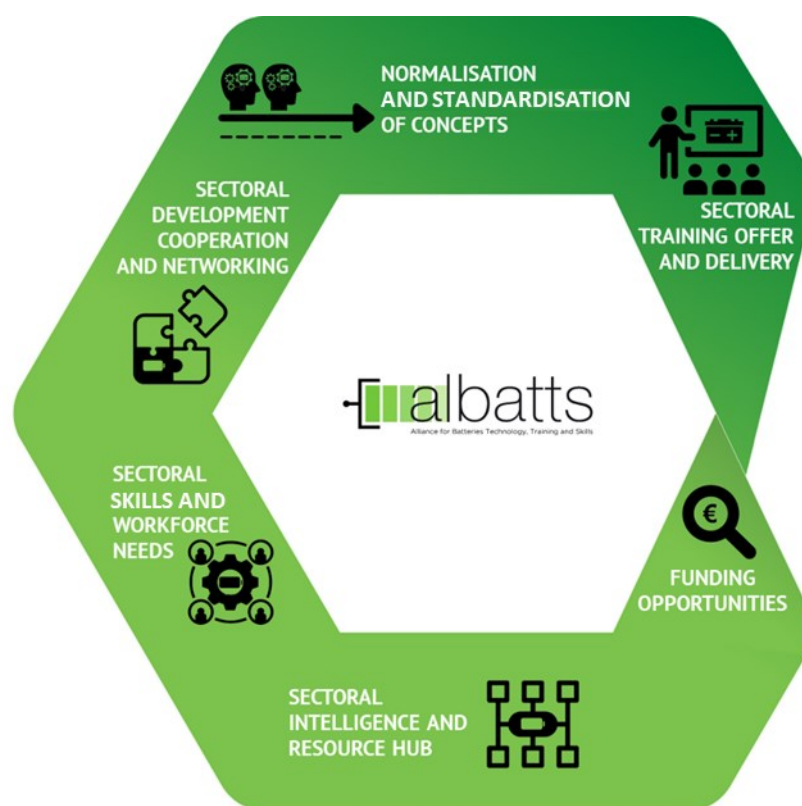 NORMALISATION
AND STANDARDISATION
OF CONCEPTS
SECTORAL
TRAINING OFFER
AND DELIVERY
SECTORAL
DEVELOPMENT
COOPERATION
AND NETWORKING
albatts
Alliance for Batteries Technology, Training and Skills
SECTORAL
SKILLS AND
WORKFORCE
NEEDS
€
FUNDING
OPPORTUNITIES
SECTORAL
INTELLIGENCE AND
RESOURCE HUB